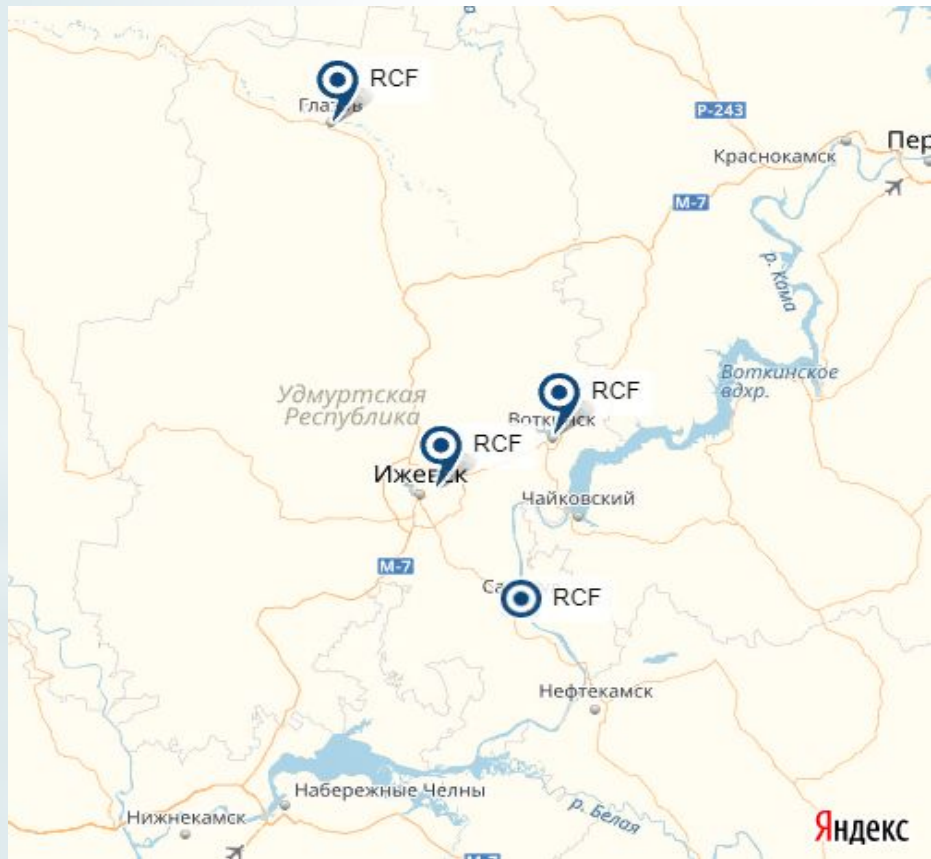 RCF
Р-243
Краснокамск
М-7
р. Кама
Удмуртская
Республика
Воткинское
вдхр.
RCF
RCF
Ижевск
Чайковский
М-7
RCF
Нефтекамск
Набережные Челны
р. Белая
Нижнекамск
Яндекс